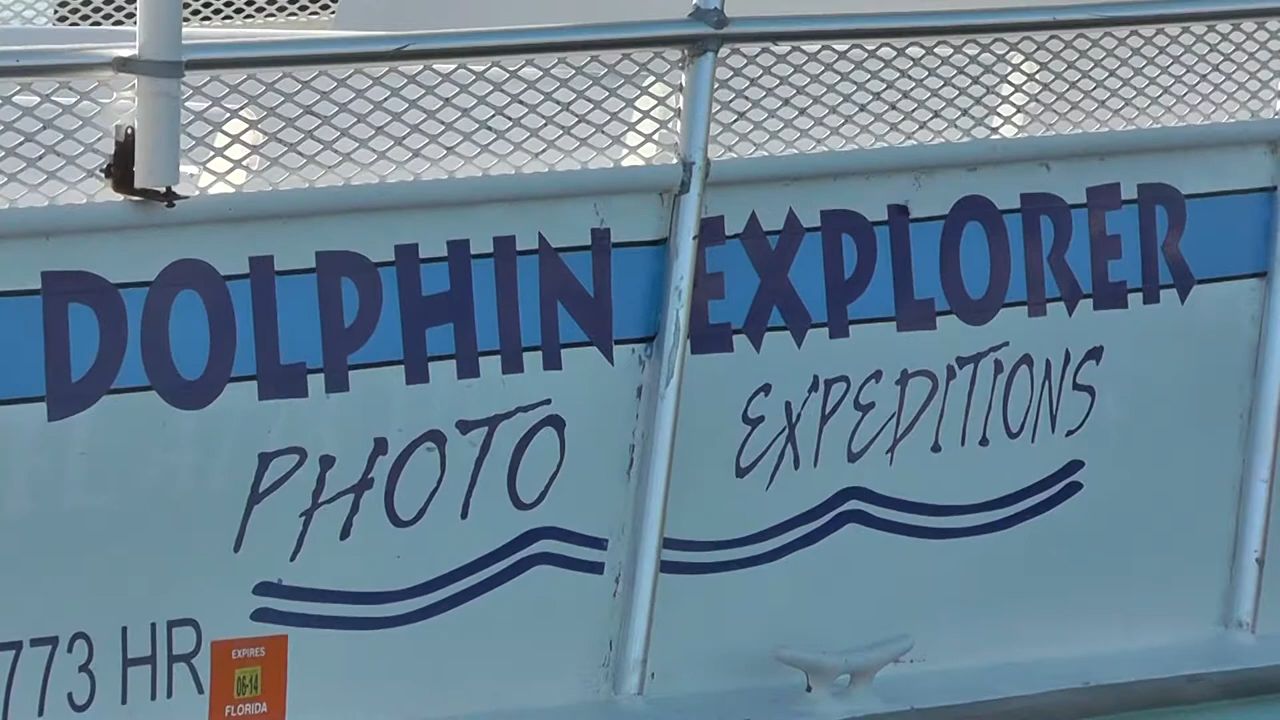 DOLPHIN EXPLORER
PHOTO EXPEDITIONS
773 HR
EXPIRES
06-14
FLORIDA